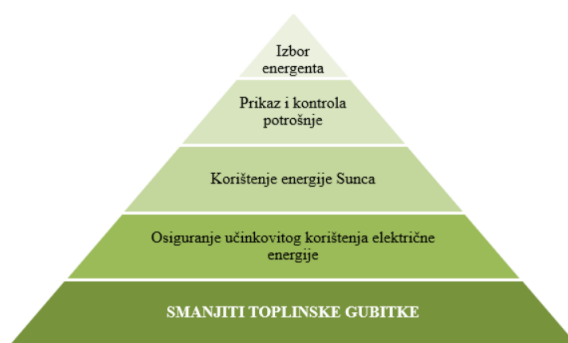 Izbor
energenta
Prikaz i kontrola
potrošnje
Korištenje energije Sunca
Osiguranje učinkovitog korištenja električne
energije
SMANJITI TOPLINSKE GUBITKE